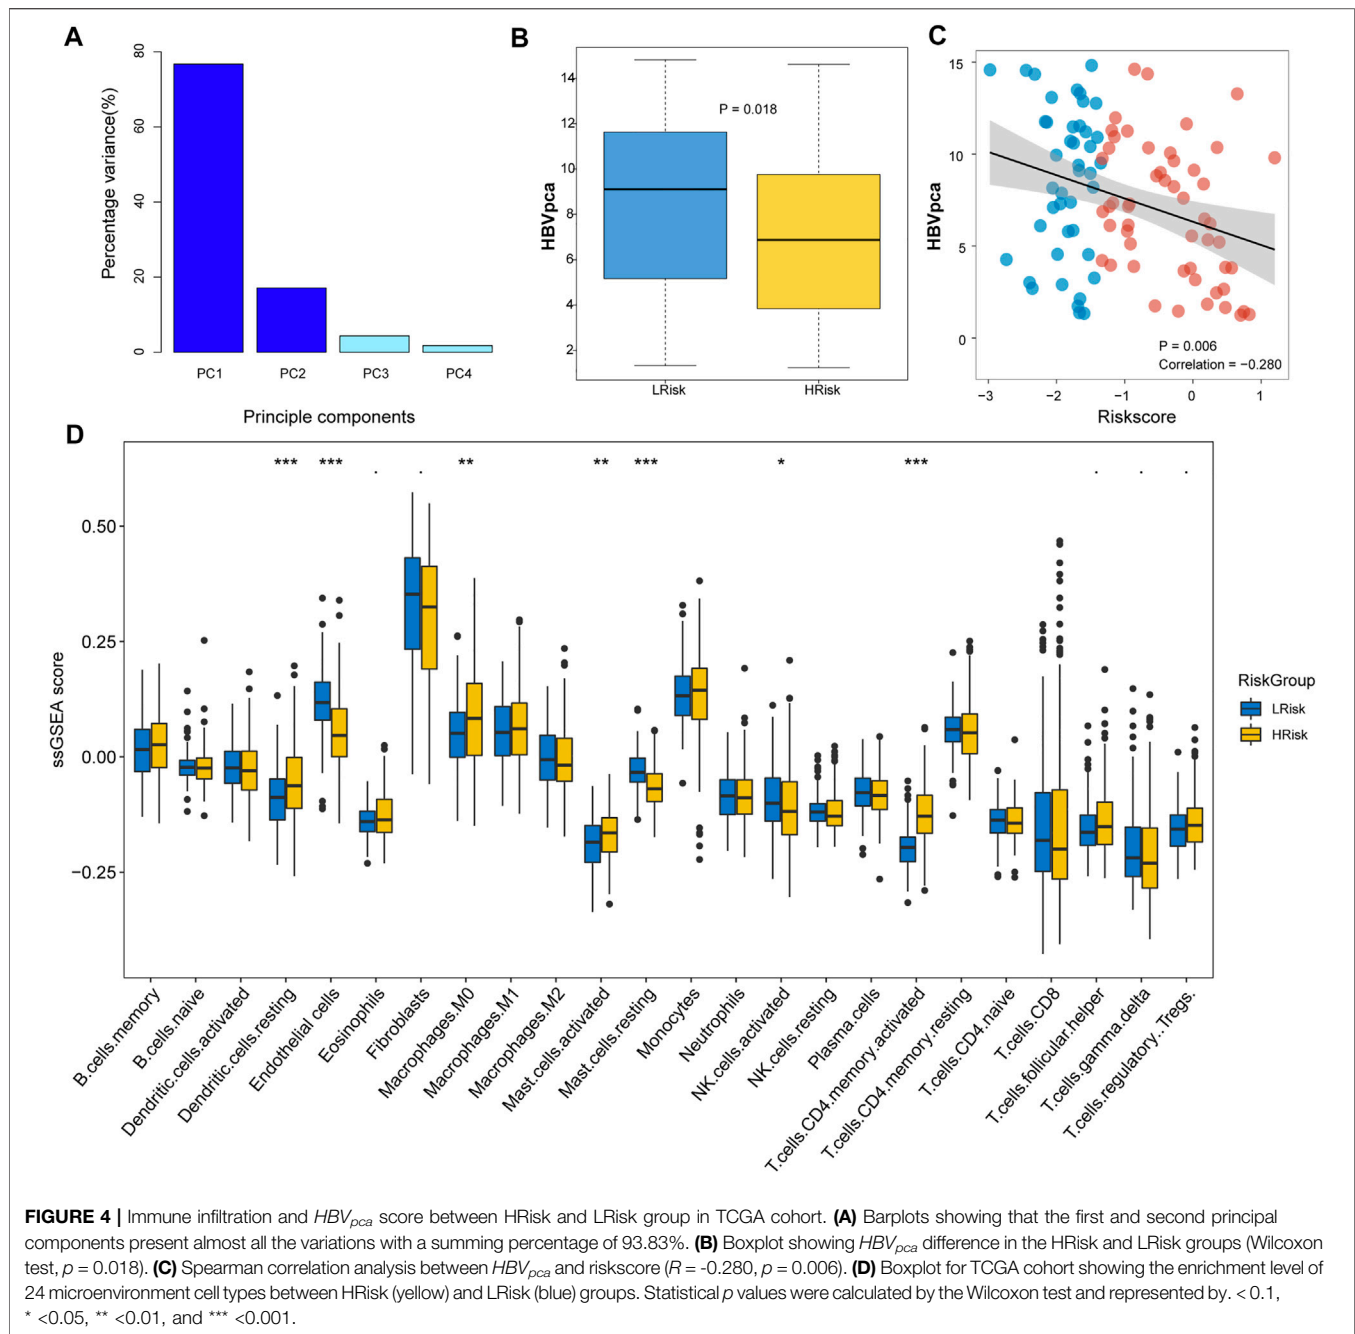 A
Percentage variance(%)
80
60
40
20
0
PC1 PC2 PC3 PC4
Principle components
B
HBVpca
14
12
10
8
6
4
2
P = 0.018
LRisk HRisk
C
HBVpca
15
10
5
0
P = 0.006
Correlation = −0.280
−3 −2 −1 0 1
Riskscore
D
*** *** . . ** ** *** * *** . . .
ssGSEA score
0.50
0.25
0.00
−0.25
RiskGroup
LRisk
HRisk
B.cells.memory
B.cells.naive
Dendritic.cells.activated
Dendritic.cells.resting
Endothelial cells
Eosinophils
Fibroblasts
Macrophages.M0
Macrophages.M1
Macrophages.M2
Mast.cells.activated
Mast.cells.resting
Monocytes
Neutrophils
NK.cells.activated
NK.cells.resting
Plasma.cells
T.cells.CD4.memory.activated
T.cells.CD4.memory.resting
T.cells.CD4.naive
T.cells.CD8
T.cells.follicular.helper
T.cells.gamma.delta
T.cells.regulatory..Tregs.
FIGURE 4 | Immune infiltration and HBVpca score between HRisk and LRisk group in TCGA cohort. (A) Barplots showing that the first and second principal
components present almost all the variations with a summing percentage of 93.83%. (B) Boxplot showing HBVpca difference in the HRisk and LRisk groups (Wilcoxon
test, p = 0.018). (C) Spearman correlation analysis between HBVpca and riskscore (R = -0.280, p = 0.006). (D) Boxplot for TCGA cohort showing the enrichment level of
24 microenvironment cell types between HRisk (yellow) and LRisk (blue) groups. Statistical p values were calculated by the Wilcoxon test and represented by. < 0.1,
* <0.05, ** <0.01, and *** <0.001.